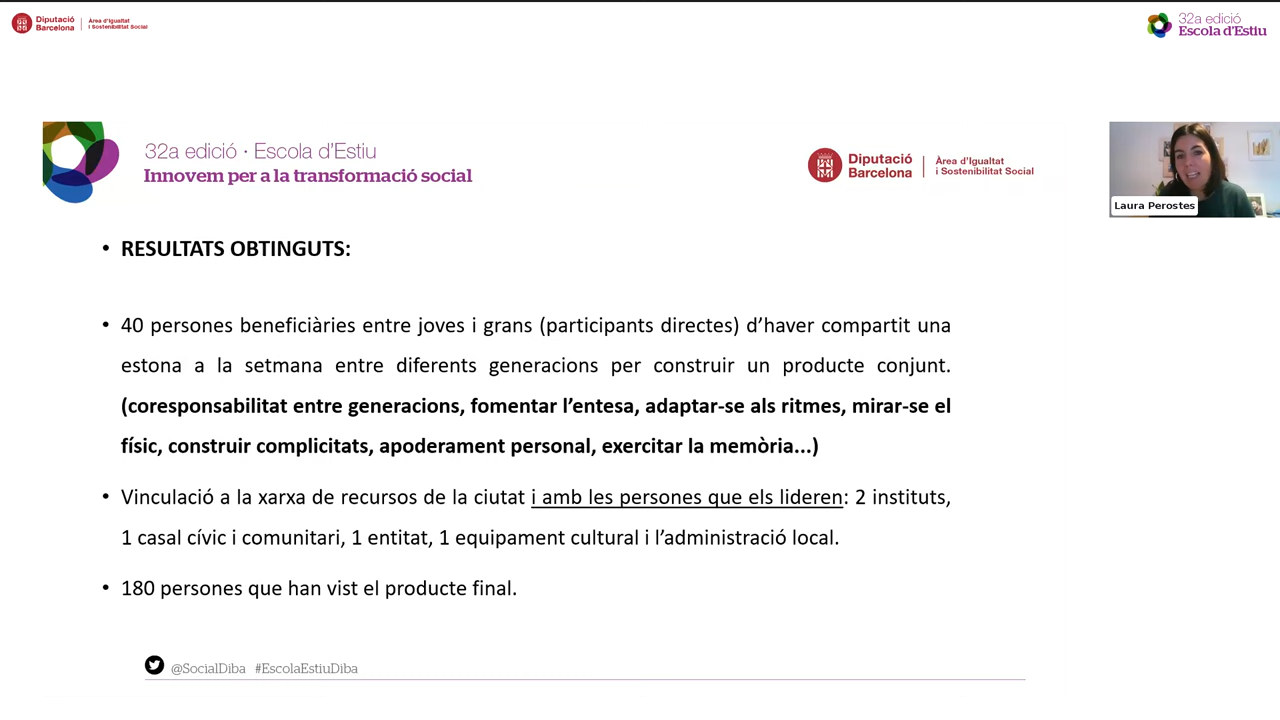 Diputació
Barcelona
Àrea d'Igualtat
i Sostenibilitat Social
32a edició
Escola d'Estiu
32a edició · Escola d'Estiu
Innovem per a la transformació social
Diputació
Barcelona
Àrea d'Igualtat
i Sostenibilitat Social
Laura Perostes
• RESULTATS OBTINGUTS:
• 40 persones beneficiàries entre joves i grans (participants directes) d'haver compartit una
estona a la setmana entre diferents generacions per construir un producte conjunt.
(coresponsabilitat entre generacions, fomentar l'entesa, adaptar-se als ritmes, mirar-se el
físic, construir complicitats, apoderament personal, exercitar la memòria...)
• Vinculació a la xarxa de recursos de la ciutat i amb les persones que els lideren: 2 instituts,
1 casal cívic i comunitari, 1 entitat, 1 equipament cultural i l'administració local.
• 180 persones que han vist el producte final.
@SocialDiba #EscolaEstiuDiba